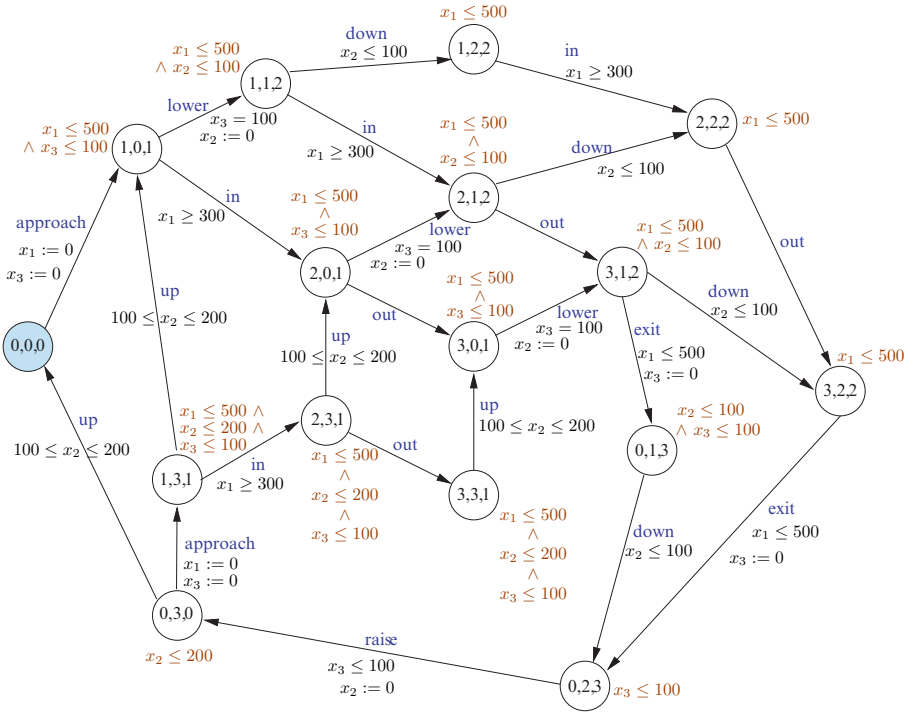 x₁ ≤ 500
down
x₂ ≤ 100
1,2,2
in
x₁ ≥ 300
x₁ ≤ 500
∧ x₂ ≤ 100
1,1,2
lower
x₃ = 100
x₂ := 0
in
x₁ ≥ 300
x₁ ≤ 500
∧
x₂ ≤ 100
2,2,2
x₁ ≤ 500
x₁ ≤ 500
∧ x₃ ≤ 100
1,0,1
down
x₂ ≤ 100
2,1,2
in
x₁ ≥ 300
x₁ ≤ 500
∧
x₃ ≤ 100
approach
x₁ := 0
x₃ := 0
lower
x₃ = 100
x₂ := 0
out
x₁ ≤ 500
∧ x₂ ≤ 100
out
2,0,1
3,1,2
x₁ ≤ 500
∧
x₃ ≤ 100
up
100 ≤ x₂ ≤ 200
out
lower
x₃ = 100
x₂ := 0
down
x₂ ≤ 100
0,0,0
up
100 ≤ x₂ ≤ 200
3,0,1
exit
x₁ ≤ 500
x₃ := 0
x₁ ≤ 500
3,2,2
up
100 ≤ x₂ ≤ 200
x₁ ≤ 500 ∧
x₂ ≤ 200 ∧
x₃ ≤ 100
2,3,1
out
up
100 ≤ x₂ ≤ 200
x₂ ≤ 100
∧ x₃ ≤ 100
0,1,3
1,3,1
in
x₁ ≥ 300
x₁ ≤ 500
∧
x₂ ≤ 200
∧
x₃ ≤ 100
3,3,1
x₁ ≤ 500
∧
x₂ ≤ 200
∧
x₃ ≤ 100
exit
x₁ ≤ 500
x₃ := 0
approach
x₁ := 0
x₃ := 0
down
x₂ ≤ 100
0,3,0
x₂ ≤ 200
raise
x₃ ≤ 100
x₂ := 0
0,2,3
x₃ ≤ 100